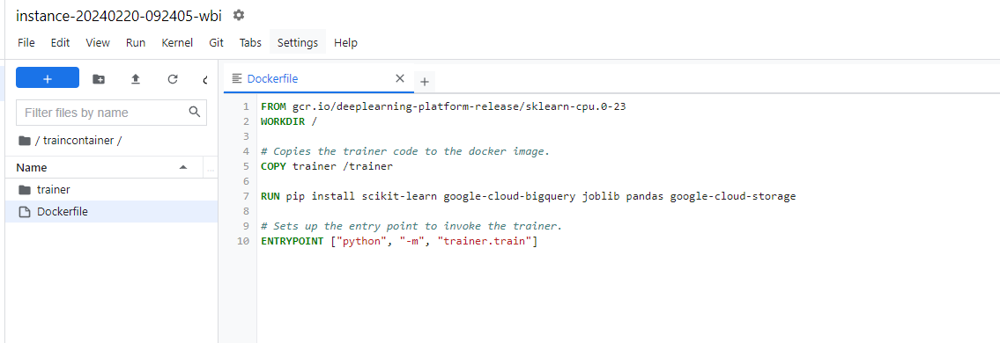 instance-20240220-092405-wbi
File Edit View Run Kernel Git Tabs Settings Help
+
Filter files by name
/ traincontainer /
Name
...
trainer
Dockerfile
Dockerfile
+
1 FROM gcr.io/deeplearning-platform-release/sklearn-cpu.0-23
2 WORKDIR /
3
4 # Copies the trainer code to the docker image.
5 COPY trainer /trainer
6
7 RUN pip install scikit-learn google-cloud-bigquery joblib pandas google-cloud-storage
8
9 # Sets up the entry point to invoke the trainer.
10 ENTRYPOINT ["python", "-m", "trainer.train"]